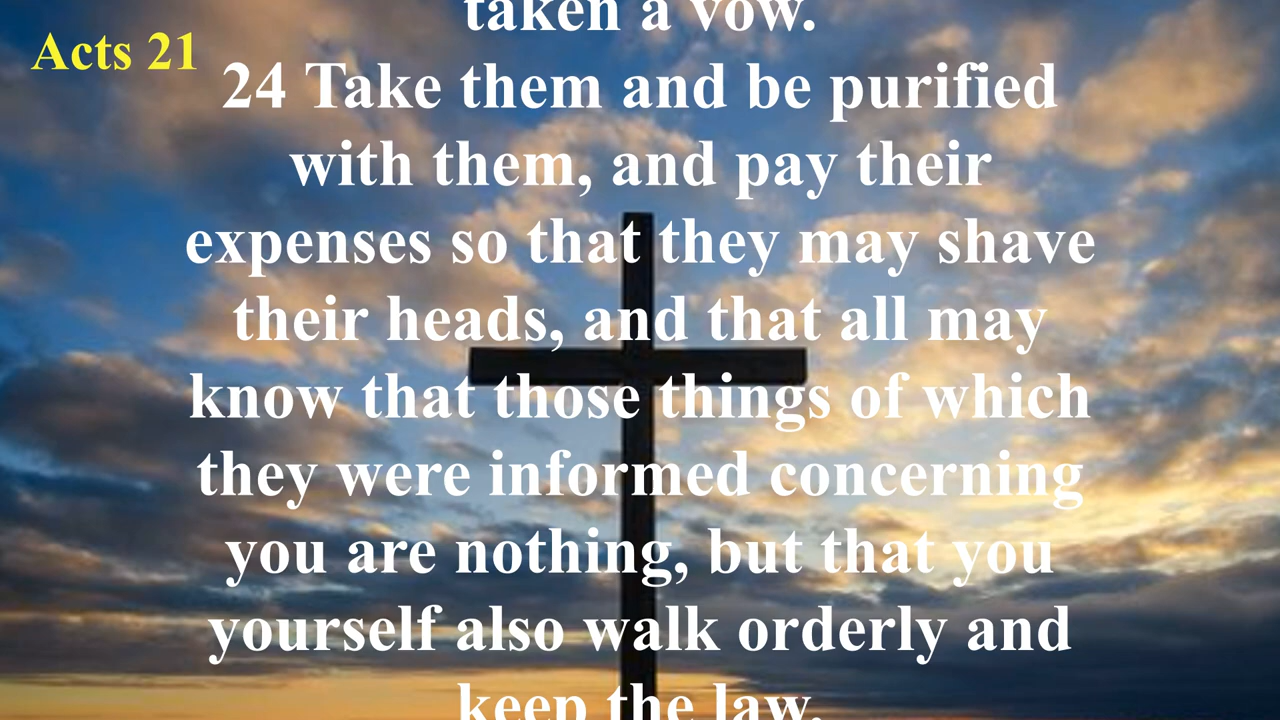 taken a vow.
Acts 21
24 Take them and be purified
with them, and pay their
expenses so that they may shave
their heads, and that all may
know that those things of which
they were informed concerning
you are nothing, but that you
yourself also walk orderly and
keep the law.